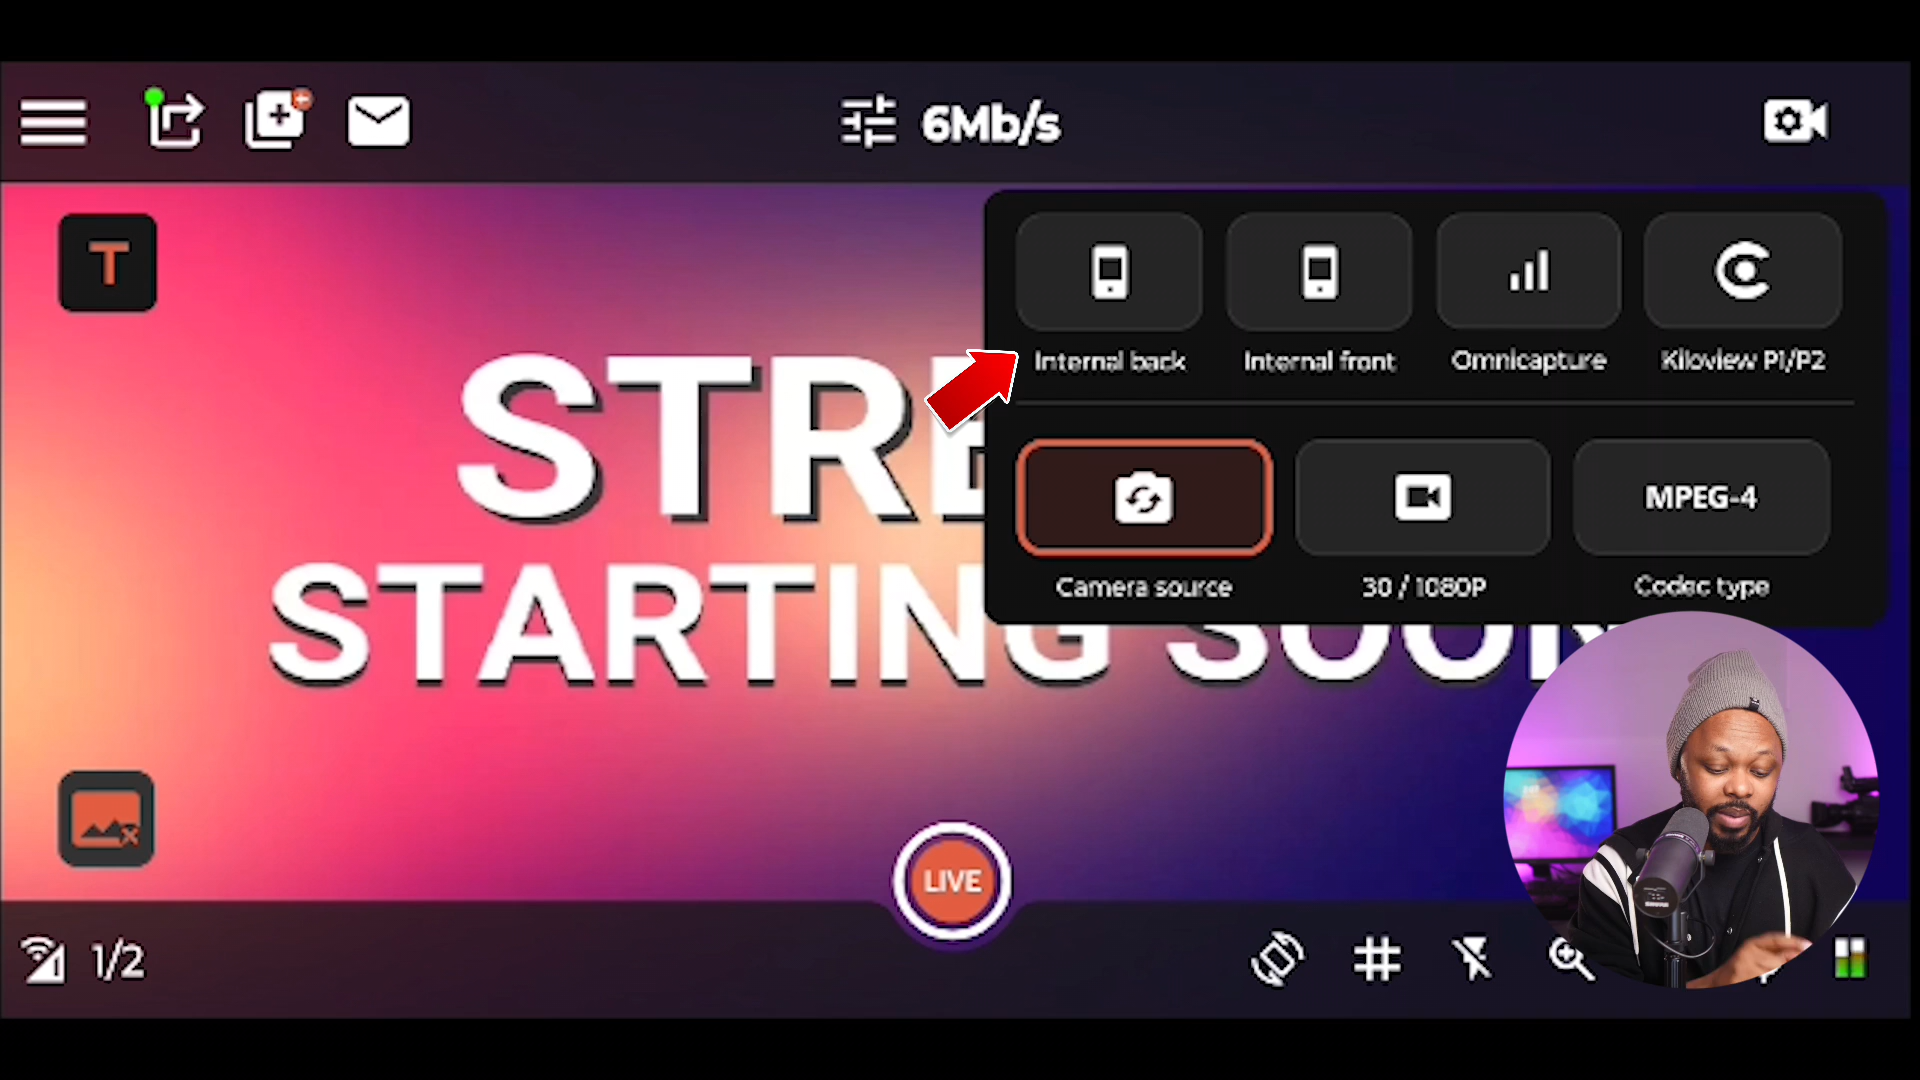 6Mb/s
T
Internal back
Internal front
Omnicapture
Kiloview P1/P2
MPEG-4
Camera source
30 / 1080P
Codec type
STRE
STARTING SOON
LIVE
1/2